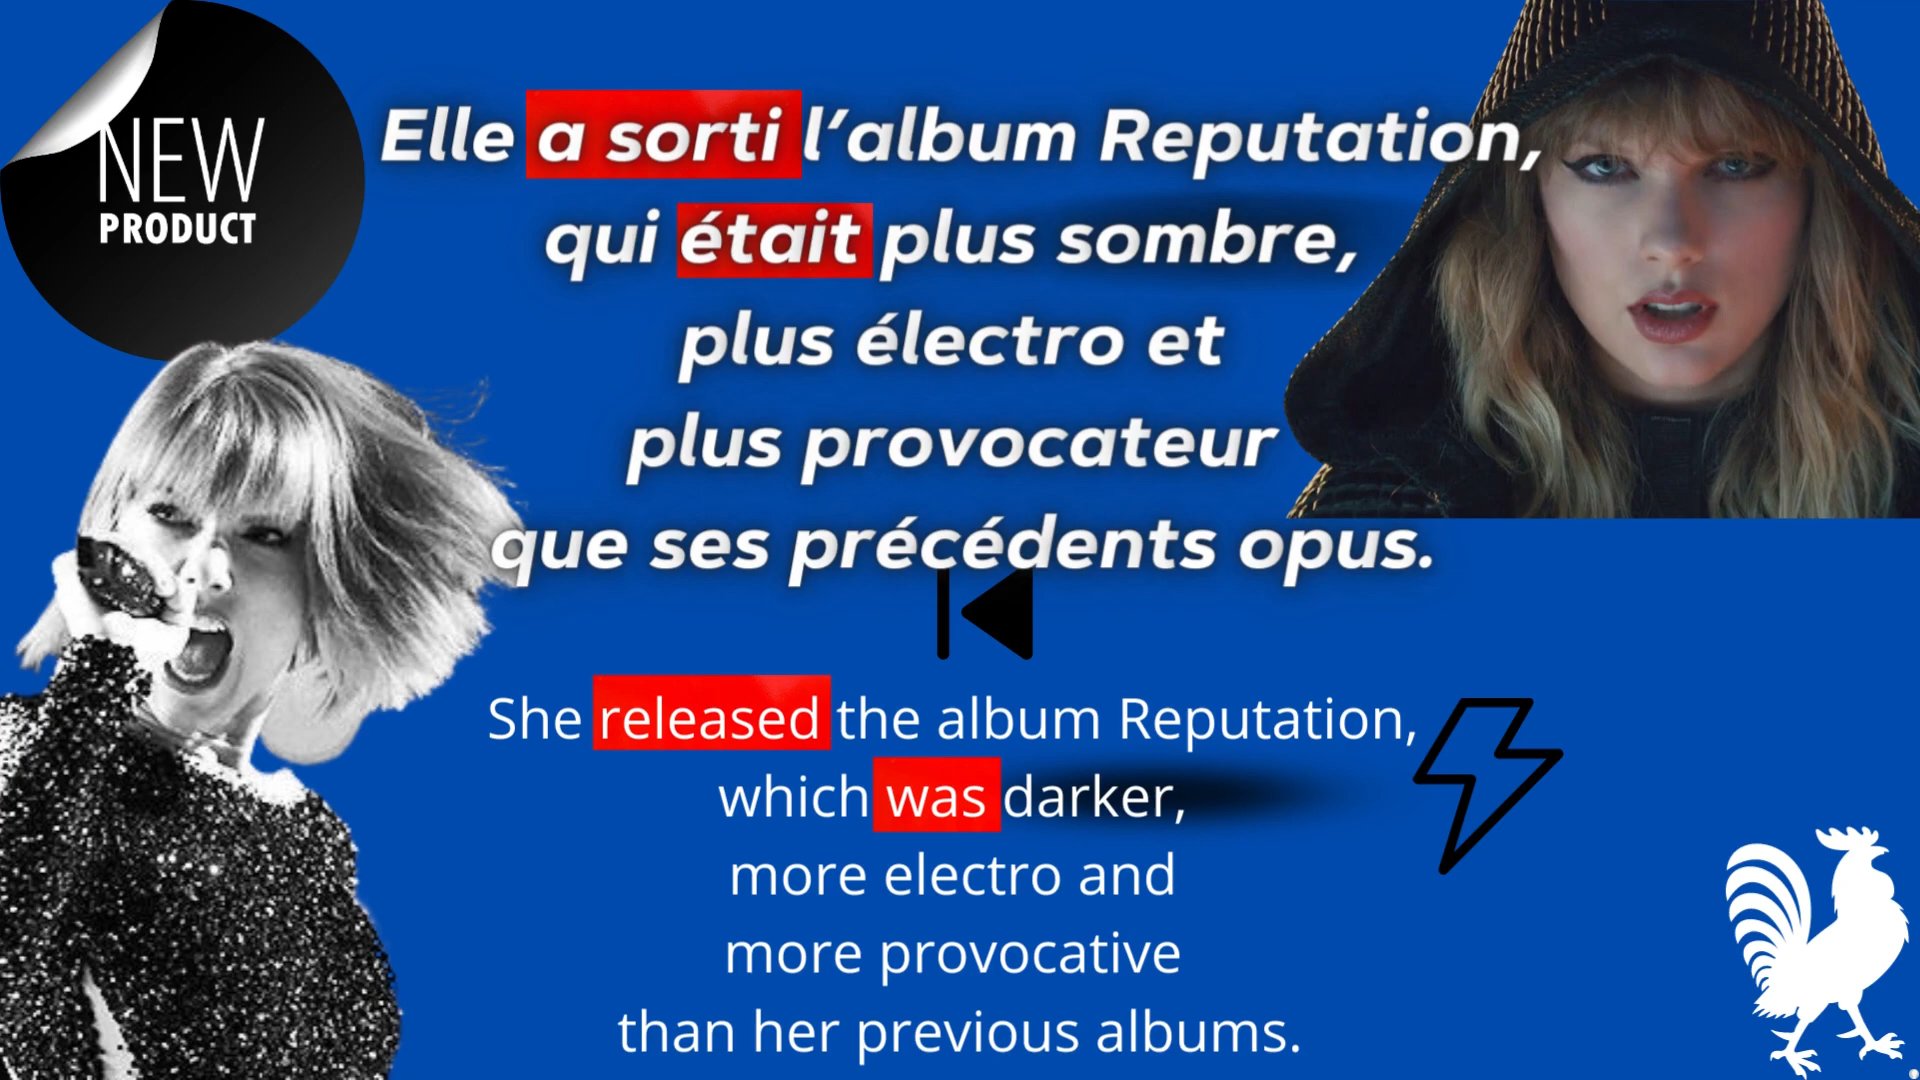 NEW
PRODUCT
Elle a sorti l'album Reputation,
qui était plus sombre,
plus électro et
plus provocateur
que ses précédents opus.
She released the album Reputation,
which was darker,
more electro and
more provocative
than her previous albums.